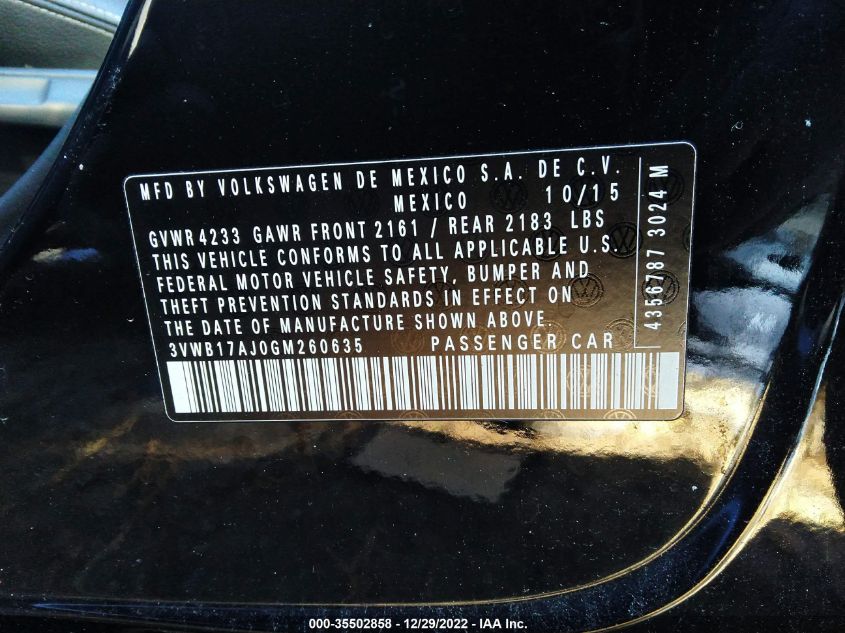 MFD BY VOLKSWAGEN DE MEXICO S.A. DE C.V.
MEXICO 10/15
GVWR 4233 GAWR FRONT 2161 / REAR 2183 LBS
THIS VEHICLE CONFORMS TO ALL APPLICABLE U.S.
FEDERAL MOTOR VEHICLE SAFETY, BUMPER AND
THEFT PREVENTION STANDARDS IN EFFECT ON
THE DATE OF MANUFACTURE SHOWN ABOVE.
3VWB17AJ0GM260635 PASSENGER CAR
4356787 3024 M
000-35502858 - 12/29/2022 - IAA Inc.